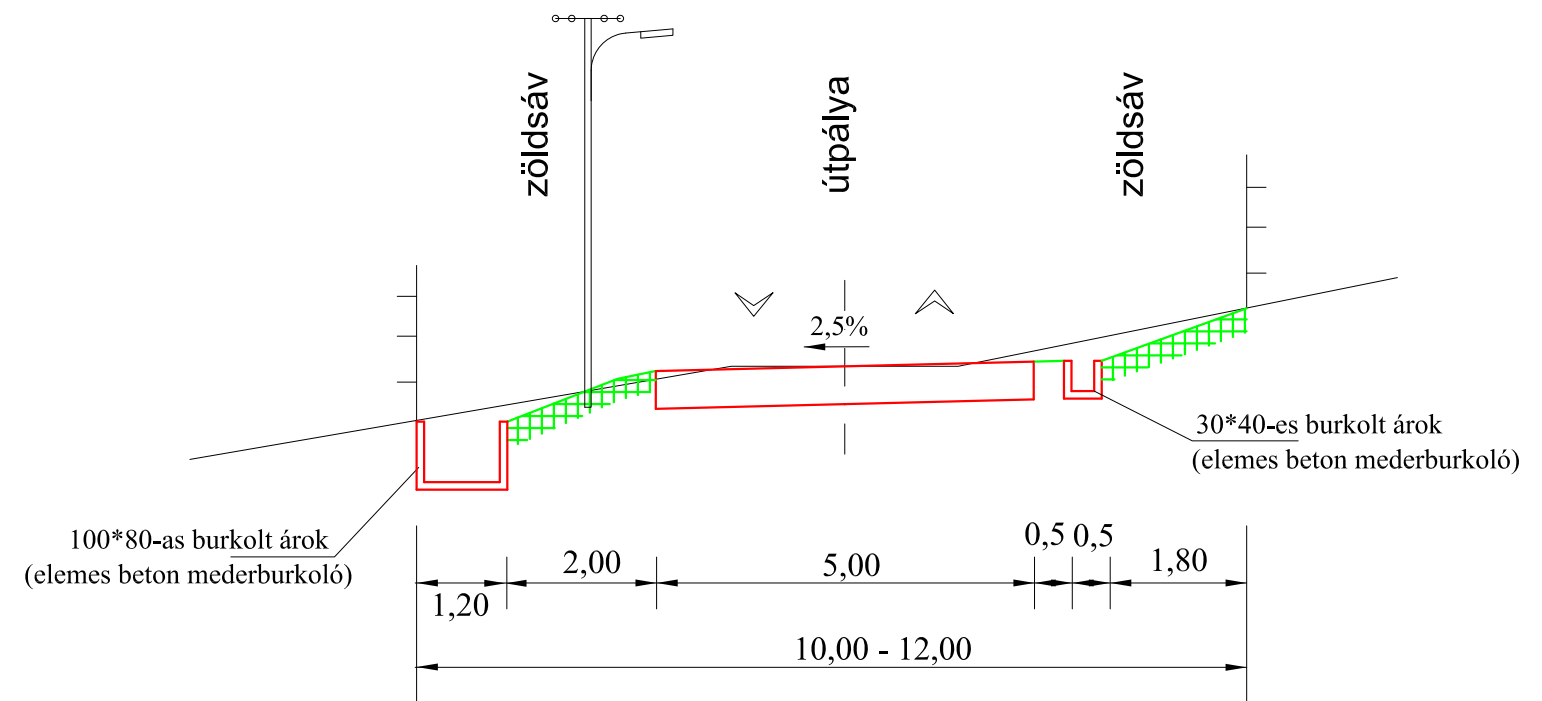 zöldsáv
útpálya
zöldsáv
2,5%
30*40-es burkolt árok
(elemes beton mederburkoló)
100*80-as burkolt árok
(elemes beton mederburkoló)
1,20
2,00
5,00
0,5
0,5
1,80
10,00 - 12,00